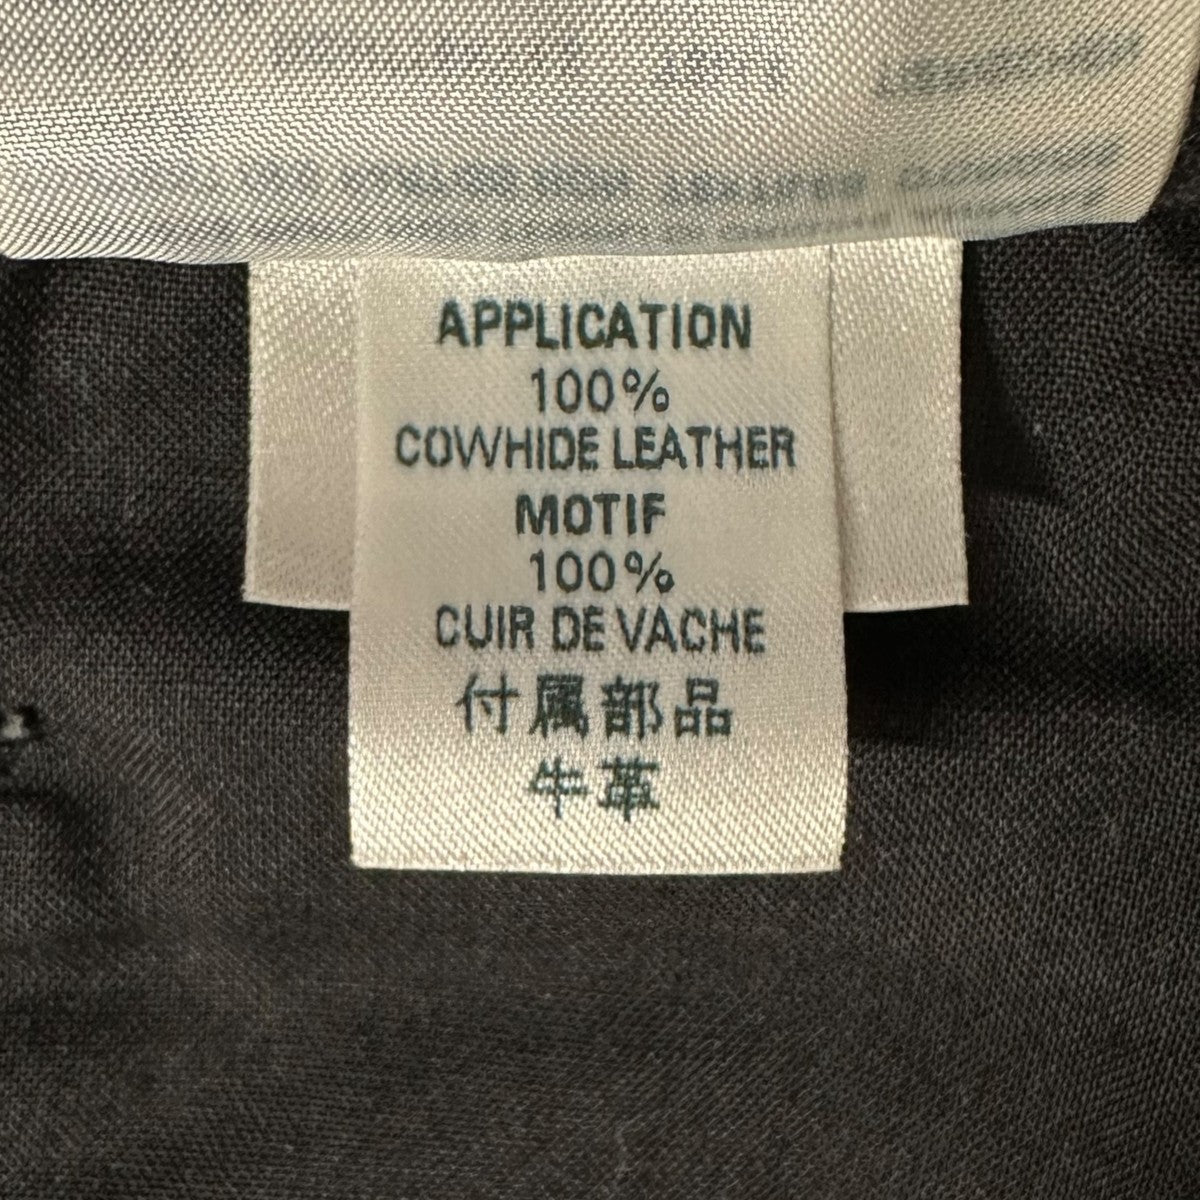 APPLICATION
100%
COWHIDE LEATHER
MOTIF
100%
CUIR DE VACHE
付属部品
牛革